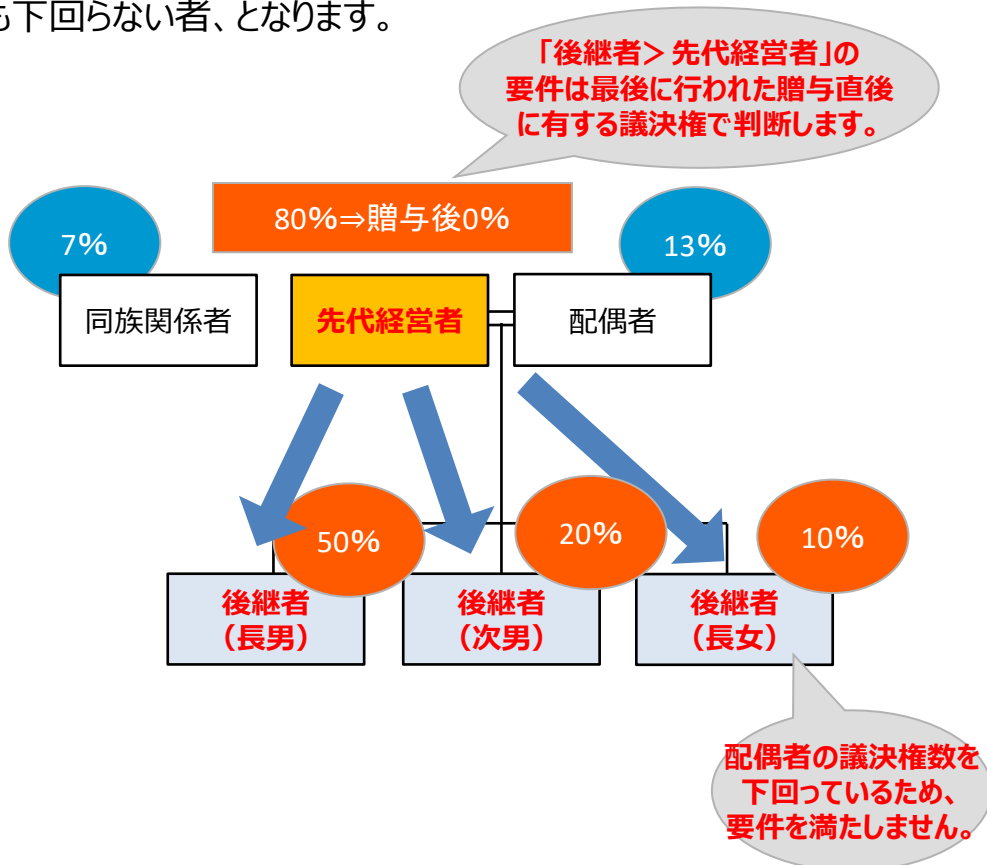 も下回らない者、となります。
「後継者＞先代経営者」の
要件は最後に行われた贈与直後
に有する議決権で判断します。
80％⇒贈与後0％
7％
13％
同族関係者
先代経営者
配偶者
50％
20％
10％
後継者
（長男）
後継者
（次男）
後継者
（長女）
配偶者の議決権数を
下回っているため、
要件を満たしません。